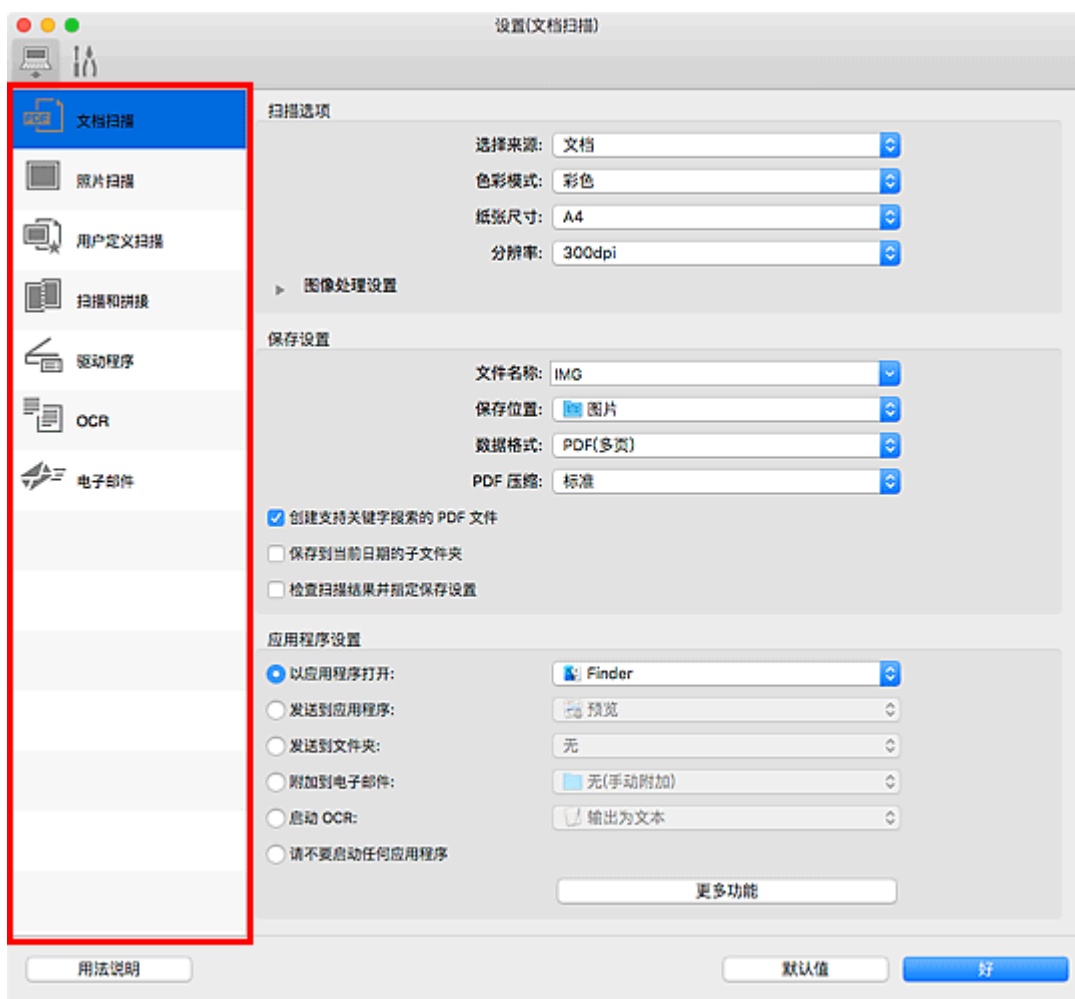 设置(文档扫描)
PDF
文档扫描
照片扫描
用户定义扫描
扫描和拼接
驱动程序
OCR
电子邮件
扫描选项
选择来源: 文档
色彩模式: 彩色
纸张尺寸: A4
分辨率: 300dpi
图像处理设置
保存设置
文件名称: IMG
保存位置: 图片
数据格式: PDF(多页)
PDF 压缩: 标准
创建支持关键字搜索的 PDF 文件
保存到当前日期的子文件夹
检查扫描结果并指定保存设置
应用程序设置
以应用程序打开: Finder
发送到应用程序: 预览
发送到文件夹: 无
附加到电子邮件: 无(手动附加)
启动 OCR: 输出为文本
请不要启动任何应用程序
更多功能
用法说明
默认值
好